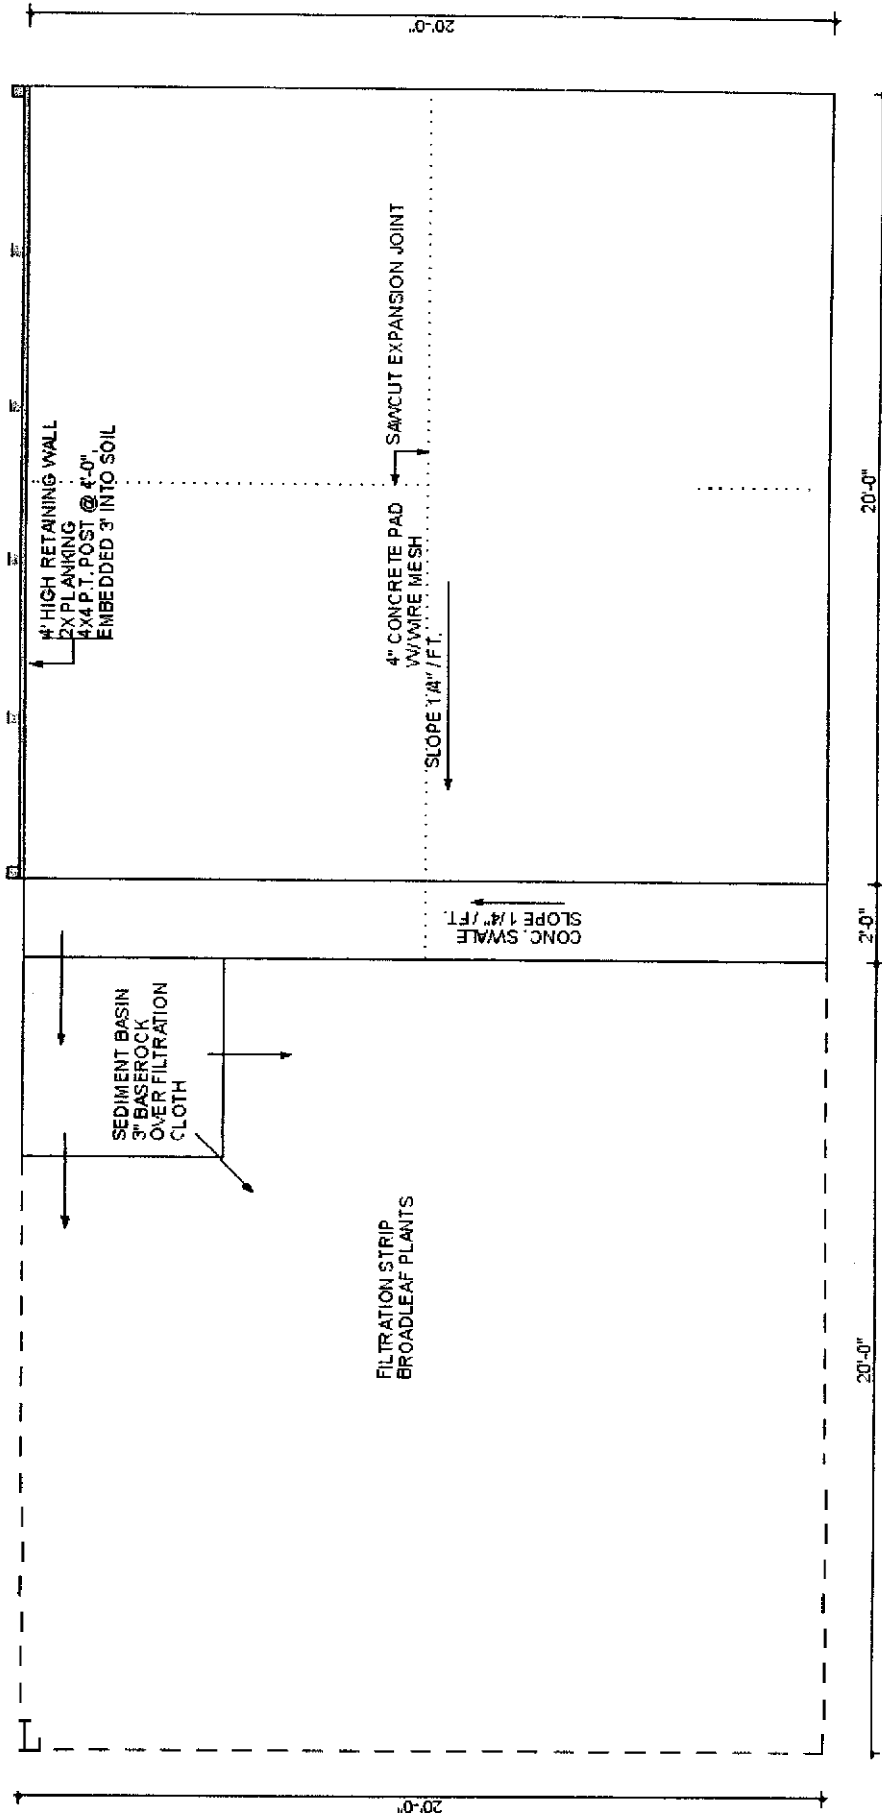 20'-0"
4' HIGH RETAINING WALL
2X PLANKING
4X4 P.T. POST @ 4'-0",
EMBEDDED 3' INTO SOIL
SAWCUT EXPANSION JOINT
4" CONCRETE PAD
W/WIRE MESH
SLOPE 1/4" / FT.
20'-0"
CONC. SWALE
SLOPE 1/4" / FT.
2'-0"
SEDIMENT BASIN
3" BASEROCK
OVER FILTRATION
CLOTH
FILTRATION STRIP
BROADLEAF PLANTS
20'-0"
20'-0"